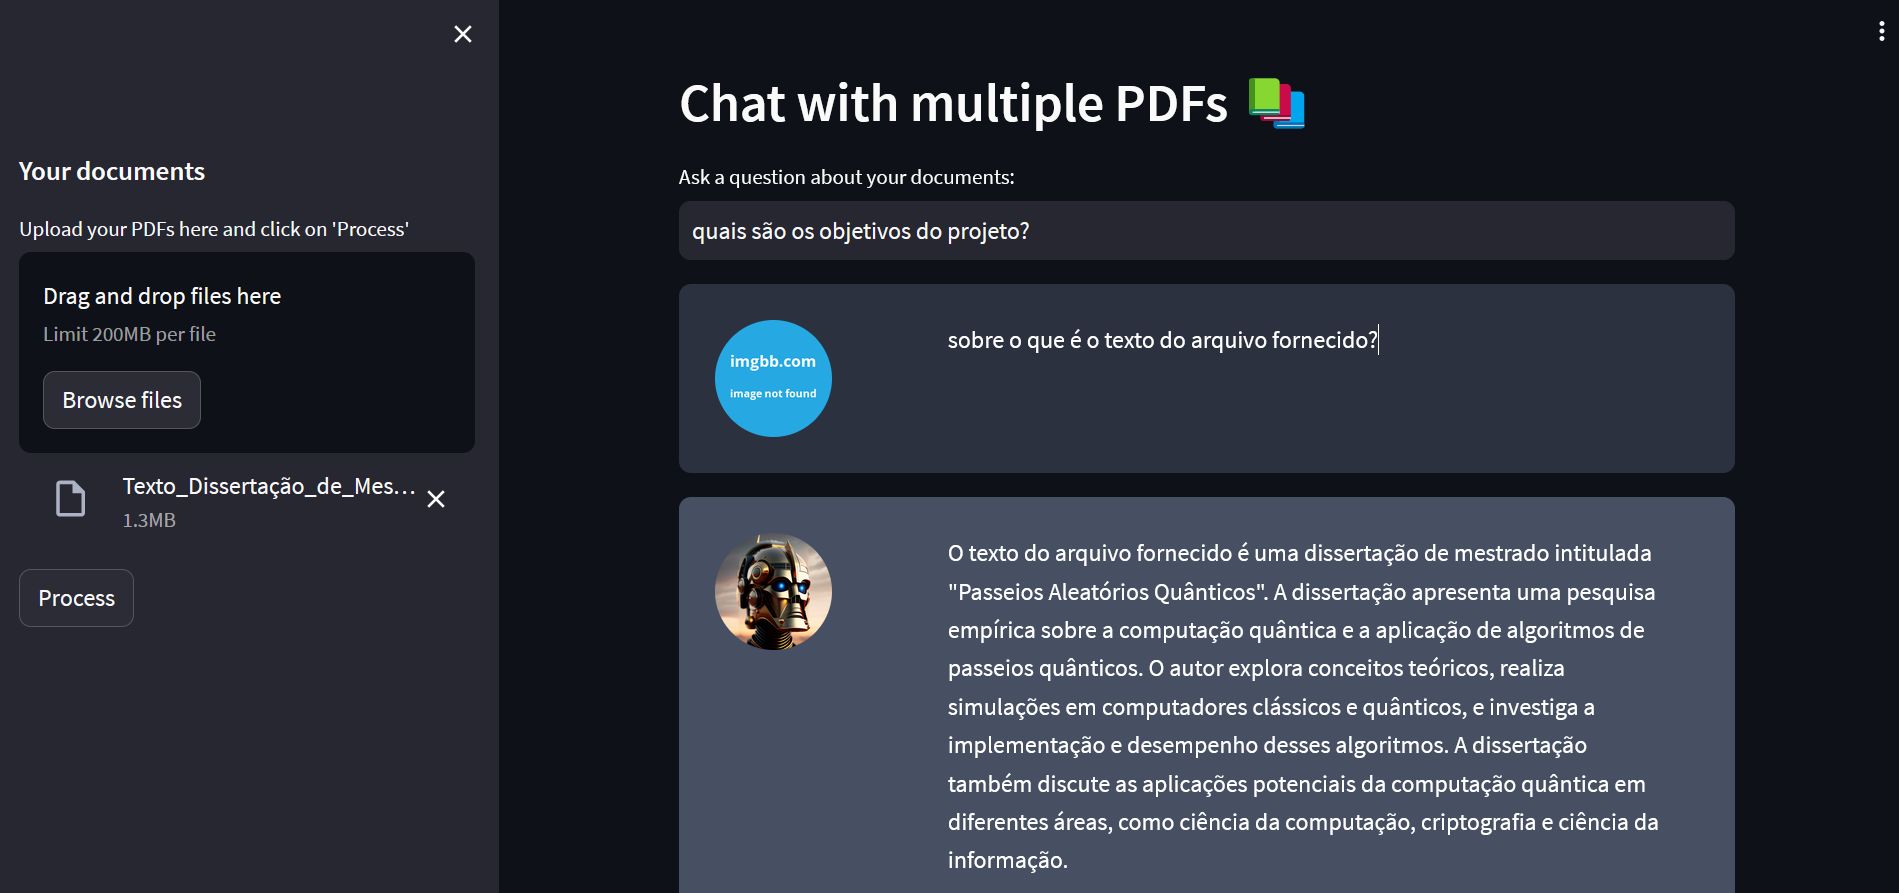 Your documents
Upload your PDFs here and click on 'Process'
Drag and drop files here
Limit 200MB per file
Browse files
Texto_Dissertação_de_Mes...
1.3MB
Process
Chat with multiple PDFs
Ask a question about your documents:
quais são os objetivos do projeto?
imgbb.com
image not found
sobre o que é o texto do arquivo fornecido?
O texto do arquivo fornecido é uma dissertação de mestrado intitulada
"Passeios Aleatórios Quânticos". A dissertação apresenta uma pesquisa
empírica sobre a computação quântica e a aplicação de algoritmos de
passeios quânticos. O autor explora conceitos teóricos, realiza
simulações em computadores clássicos e quânticos, e investiga a
implementação e desempenho desses algoritmos. A dissertação
também discute as aplicações potenciais da computação quântica em
diferentes áreas, como ciência da computação, criptografia e ciência da
informação.